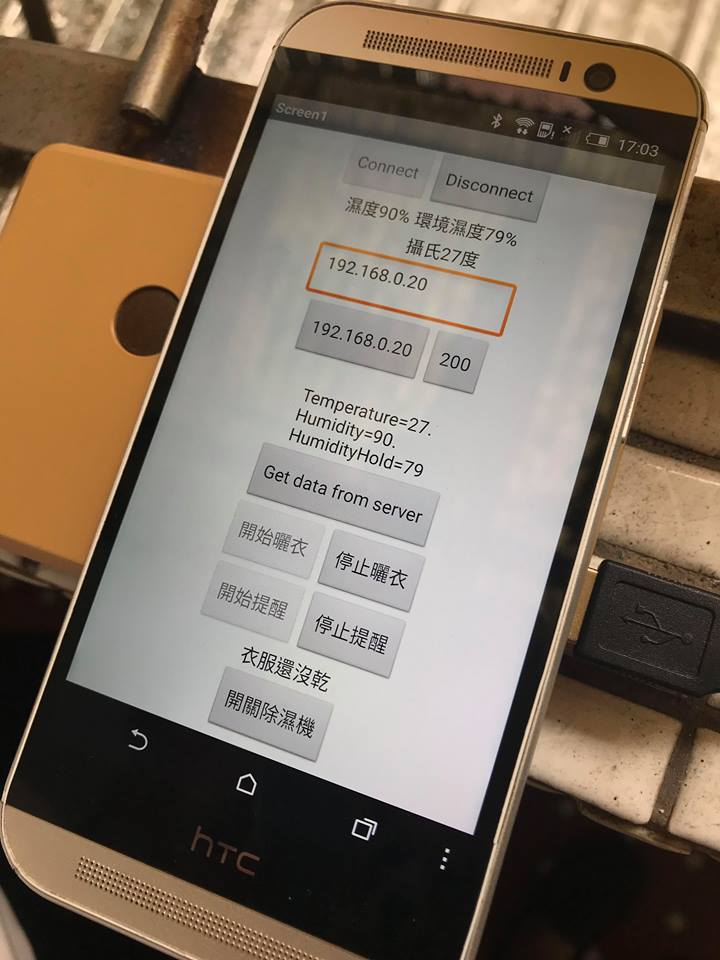 Screen1
17:03
Connect
Disconnect
濕度90% 環境濕度79%
攝氏27度
192.168.0.20
192.168.0.20
200
Temperature=27.
Humidity=90.
HumidityHold=79
Get data from server
開始曬衣
停止曬衣
開始提醒
停止提醒
衣服還沒乾
開關除濕機
hTC